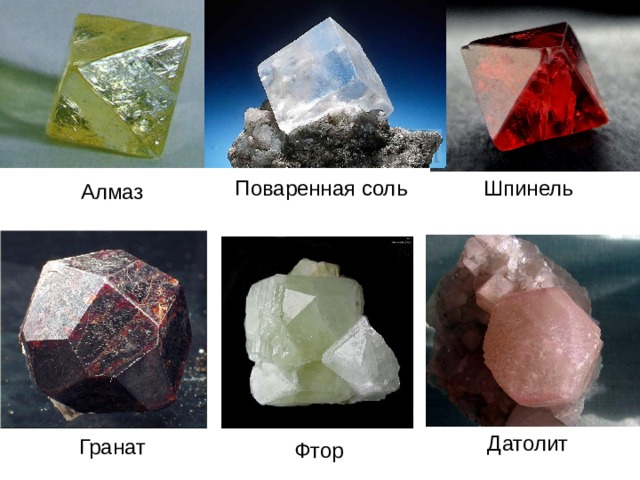 Алмаз
Поваренная соль
Шпинель
Гранат
Фтор
Датолит